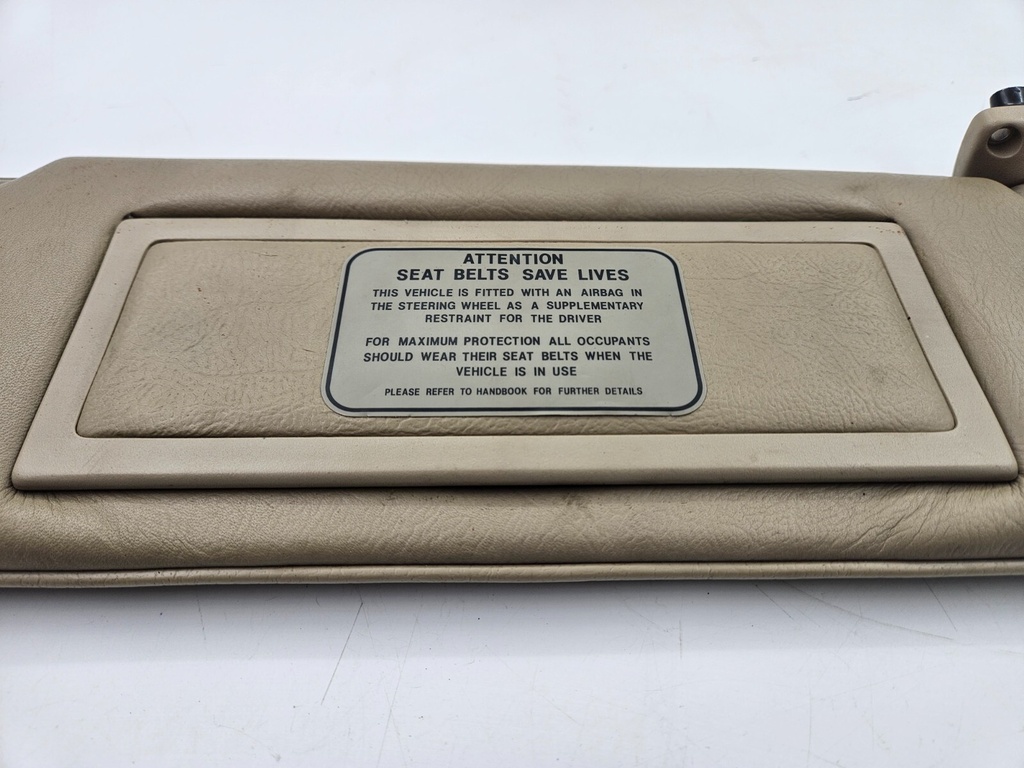 ATTENTION
SEAT BELTS SAVE LIVES
THIS VEHICLE IS FITTED WITH AN AIRBAG IN
THE STEERING WHEEL AS A SUPPLEMENTARY
RESTRAINT FOR THE DRIVER
FOR MAXIMUM PROTECTION ALL OCCUPANTS
SHOULD WEAR THEIR SEAT BELTS WHEN THE
VEHICLE IS IN USE
PLEASE REFER TO HANDBOOK FOR FURTHER DETAILS